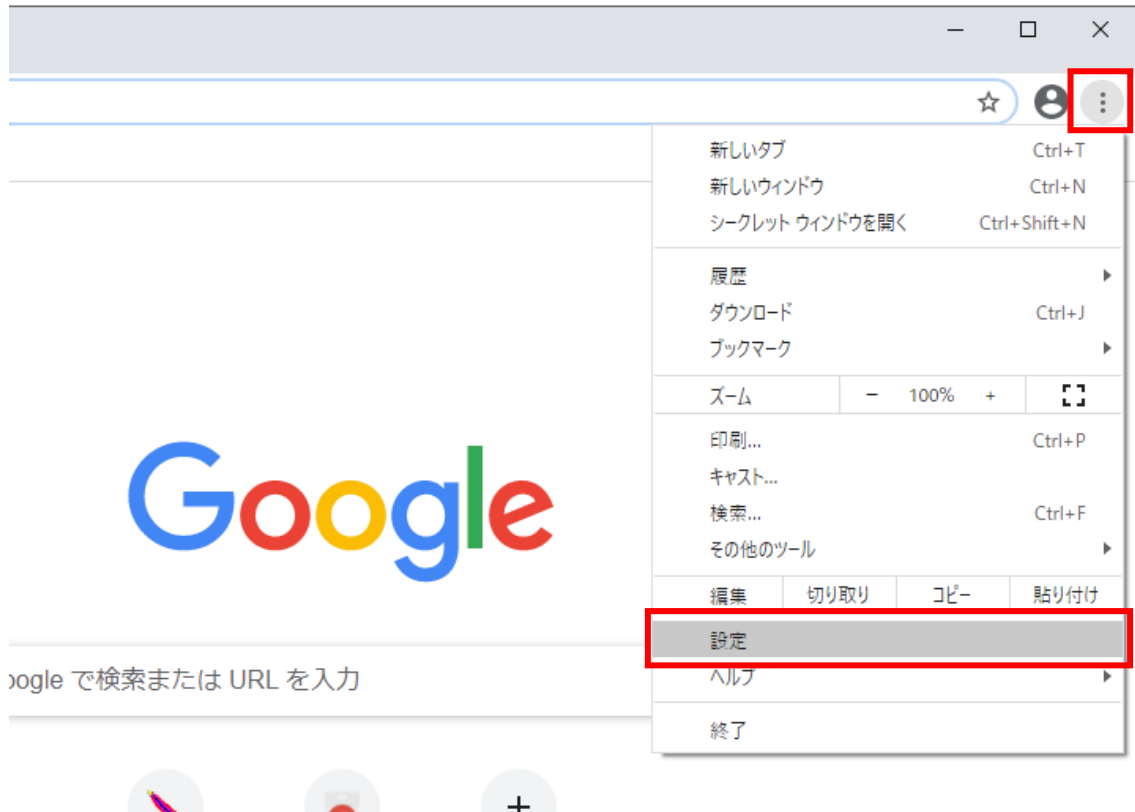 新しいタブ Ctrl+T
新しいウィンドウ Ctrl+N
シークレット ウィンドウを開く Ctrl+Shift+N
履歴
ダウンロード Ctrl+J
ブックマーク
ズーム − 100% +
印刷... Ctrl+P
キャスト...
検索... Ctrl+F
その他のツール
編集 切り取り コピー 貼り付け
設定
ヘルプ
終了
Google
oogle で検索または URL を入力